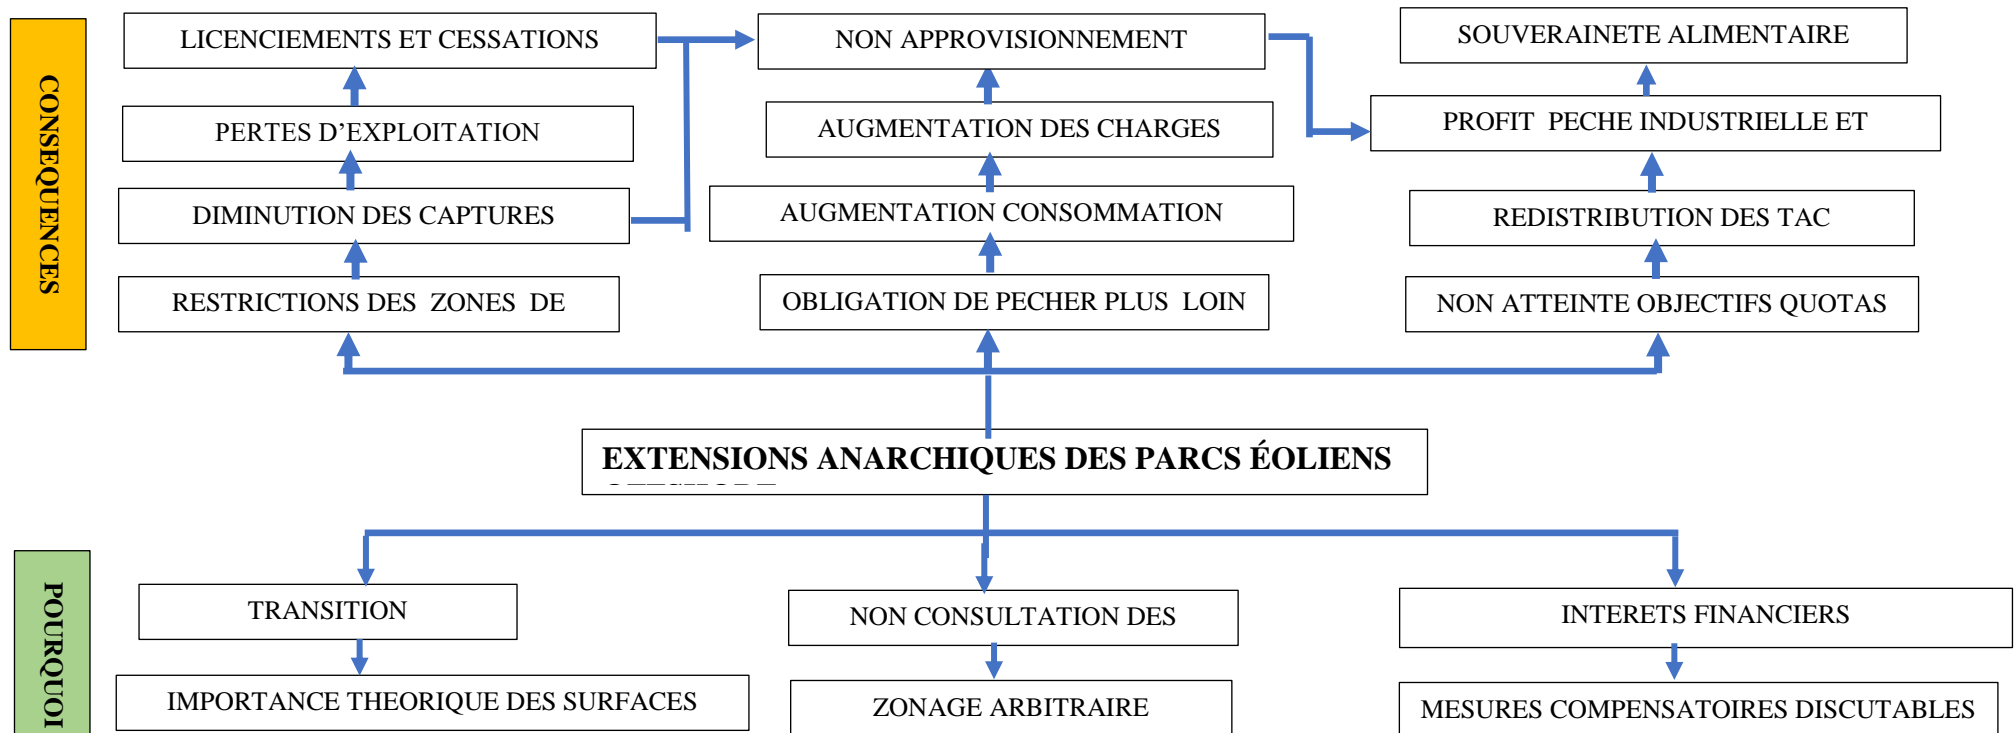 CONSEQUENCES
LICENCIEMENTS ET CESSATIONS
NON APPROVISIONNEMENT
SOUVERAINETE ALIMENTAIRE
PERTES D’EXPLOITATION
AUGMENTATION DES CHARGES
PROFIT PECHE INDUSTRIELLE ET
DIMINUTION DES CAPTURES
AUGMENTATION CONSOMMATION
REDISTRIBUTION DES TAC
RESTRICTIONS DES ZONES DE
OBLIGATION DE PECHER PLUS LOIN
NON ATTEINTE OBJECTIFS QUOTAS
EXTENSIONS ANARCHIQUES DES PARCS ÉOLIENS
POURQUOI
TRANSITION
NON CONSULTATION DES
INTERETS FINANCIERS
IMPORTANCE THEORIQUE DES SURFACES
ZONAGE ARBITRAIRE
MESURES COMPENSATOIRES DISCUTABLES